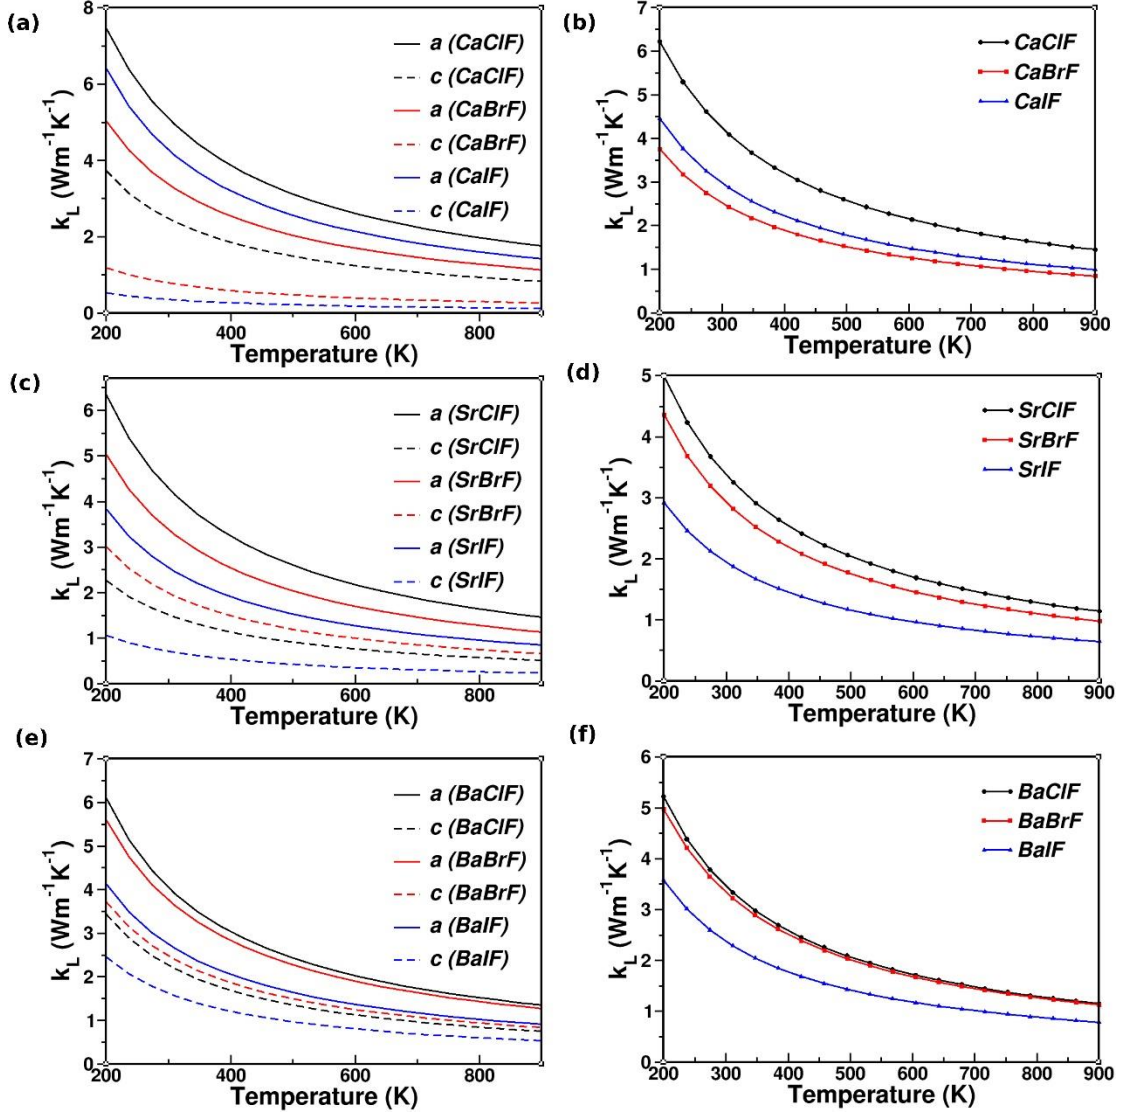 (a)
k_L (Wm⁻¹K⁻¹)
8
6
4
2
0
200 400 600 800
Temperature (K)
a (CaClF)
c (CaClF)
a (CaBrF)
c (CaBrF)
a (CaIF)
c (CaIF)
(b)
k_L (Wm⁻¹K⁻¹)
7
6
5
4
3
2
1
0
200 300 400 500 600 700 800 900
Temperature (K)
CaClF
CaBrF
CaIF
(c)
k_L (Wm⁻¹K⁻¹)
6
5
4
3
2
1
0
200 400 600 800
Temperature (K)
a (SrClF)
c (SrClF)
a (SrBrF)
c (SrBrF)
a (SrIF)
c (SrIF)
(d)
k_L (Wm⁻¹K⁻¹)
5
4
3
2
1
0
200 300 400 500 600 700 800 900
Temperature (K)
SrClF
SrBrF
SrIF
(e)
k_L (Wm⁻¹K⁻¹)
7
6
5
4
3
2
1
0
200 400 600 800
Temperature (K)
a (BaClF)
c (BaClF)
a (BaBrF)
c (BaBrF)
a (BaIF)
c (BaIF)
(f)
k_L (Wm⁻¹K⁻¹)
6
5
4
3
2
1
0
200 300 400 500 600 700 800 900
Temperature (K)
BaClF
BaBrF
BaIF